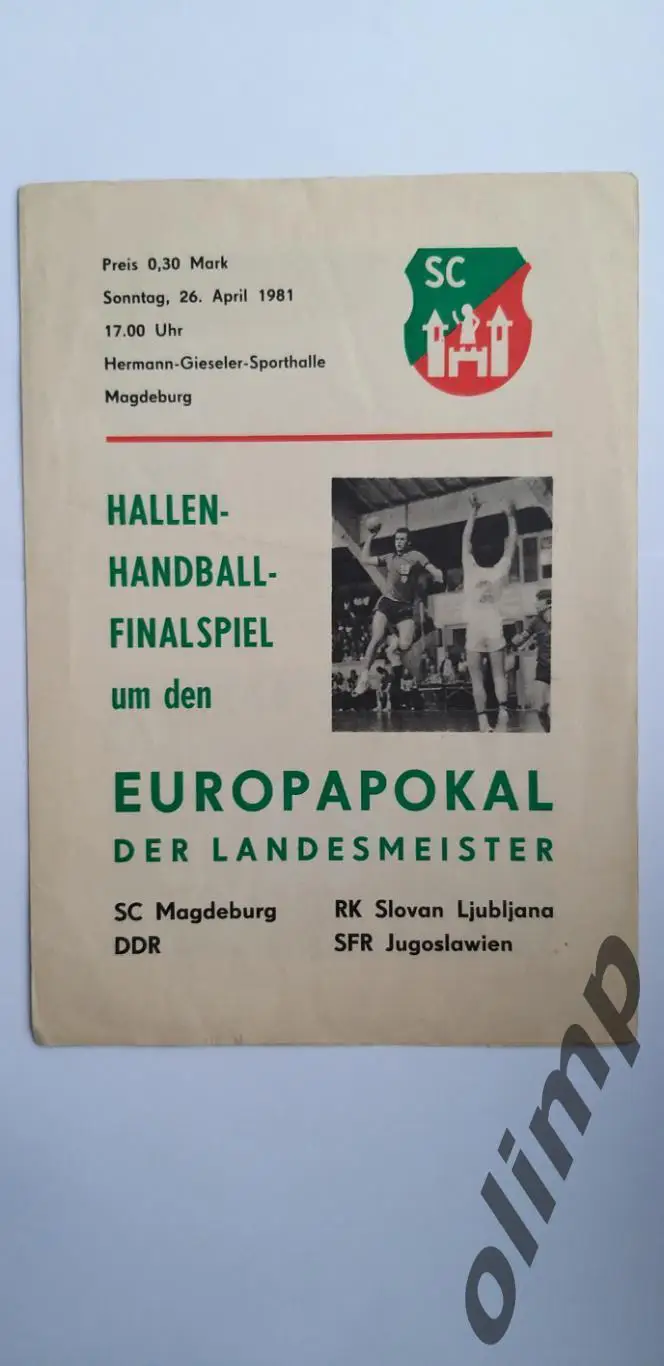 Preis 0,30 Mark
Sonntag, 26. April 1981
17.00 Uhr
Hermann-Gieseler-Sporthalle
Magdeburg
SC
HALLEN-
HANDBALL-
FINALSPIEL
um den
EUROPAPOKAL
DER LANDESMEISTER
SC Magdeburg
DDR
RK Slovan Ljubljana
SFR Jugoslawien
olimp